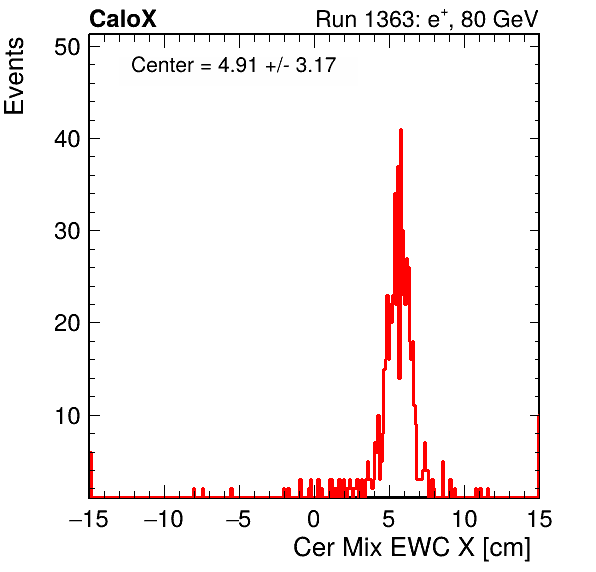 CaloX Run 1363: e⁺, 80 GeV
Center = 4.91 +/- 3.17
Events
50
40
30
20
10
−15 −10 −5 0 5 10 15
Cer Mix EWC X [cm]